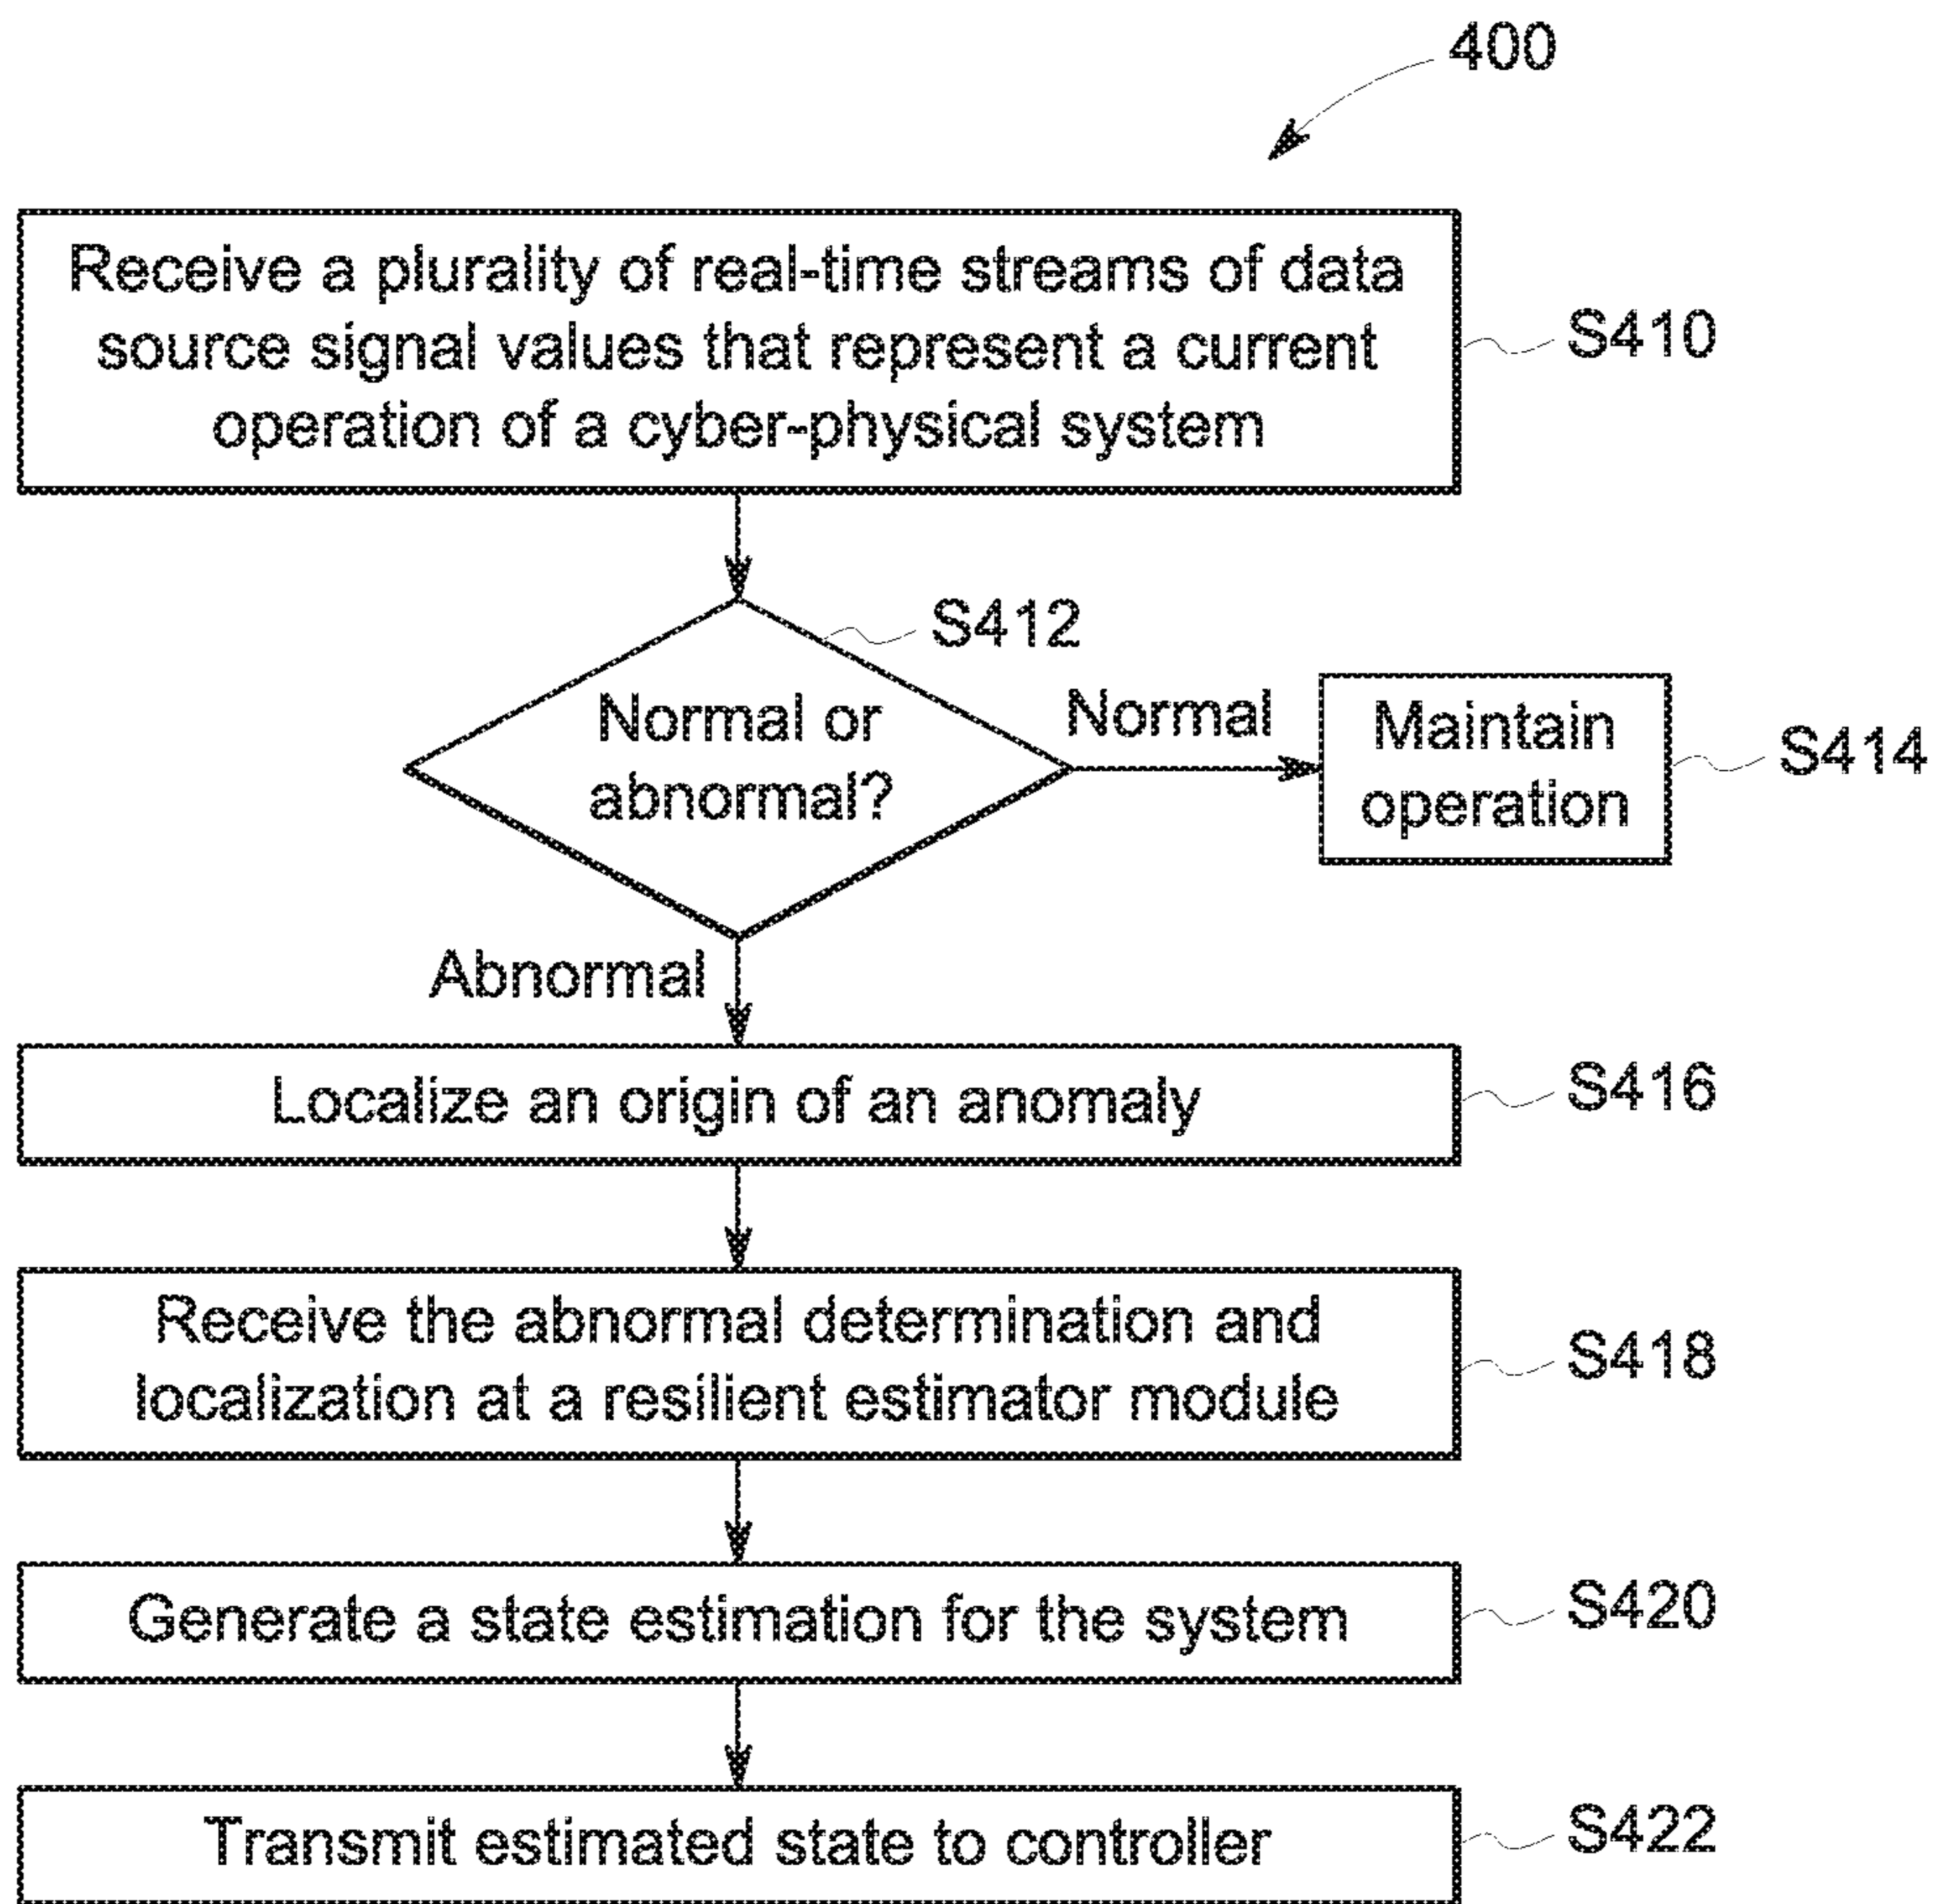 400
Receive a plurality of real-time streams of data
source signal values that represent a current
operation of a cyber-physical system
S410
S412
Normal or
abnormal?
Normal
Maintain
operation
S414
Abnormal
Localize an origin of an anomaly
S416
Receive the abnormal determination and
localization at a resilient estimator module
S418
Generate a state estimation for the system
S420
Transmit estimated state to controller
S422